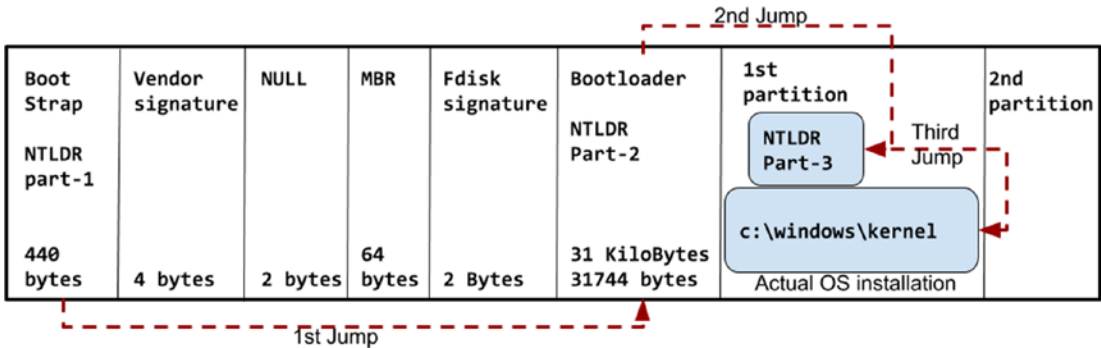 2nd Jump
Boot
Strap
NTLDR
part-1
440
bytes
Vendor
signature
4 bytes
NULL
2 bytes
MBR
64
bytes
Fdisk
signature
2 Bytes
Bootloader
NTLDR
Part-2
31 KiloBytes
31744 bytes
1st
partition
NTLDR
Part-3
Third
Jump
c:\windows\kernel
Actual OS installation
2nd
partition
1st Jump